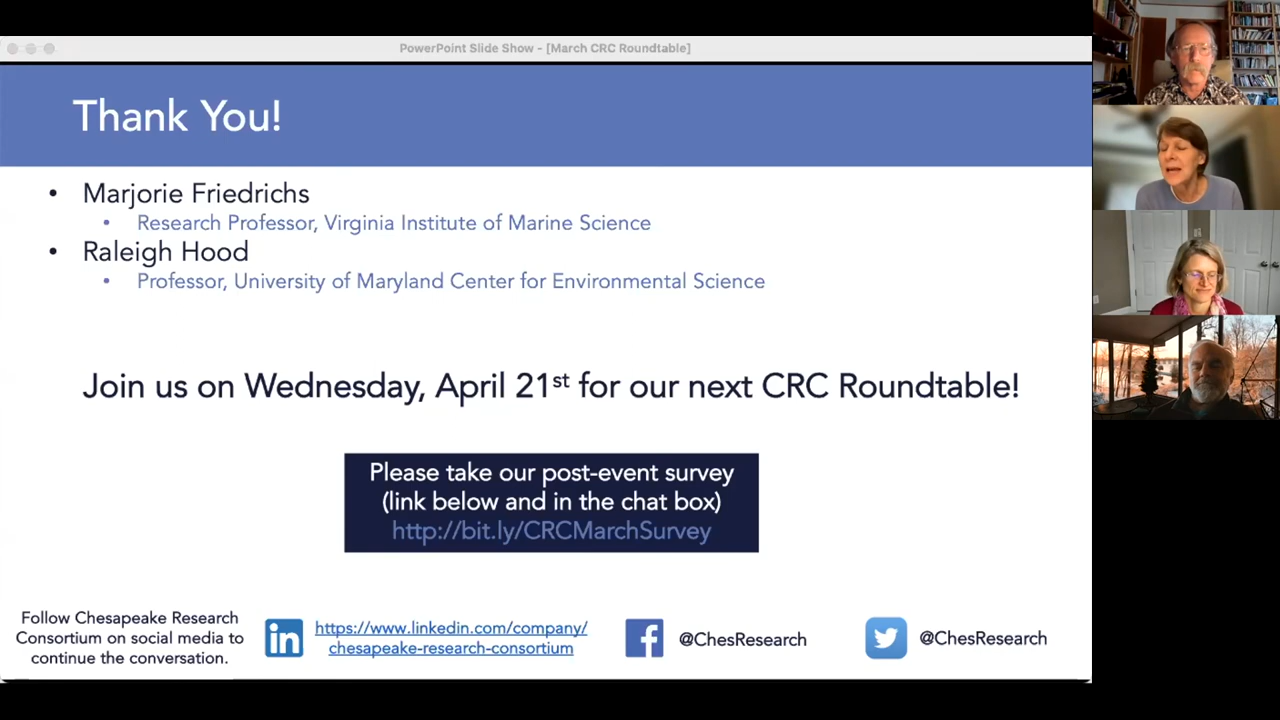 PowerPoint Slide Show - [March CRC Roundtable]
Thank You!
• Marjorie Friedrichs
• Research Professor, Virginia Institute of Marine Science
• Raleigh Hood
• Professor, University of Maryland Center for Environmental Science
Join us on Wednesday, April 21st for our next CRC Roundtable!
Please take our post-event survey
(link below and in the chat box)
http://bit.ly/CRCMarchSurvey
Follow Chesapeake Research
Consortium on social media to
continue the conversation.
in
https://www.linkedin.com/company/
chesapeake-research-consortium
f
@ChesResearch
@ChesResearch